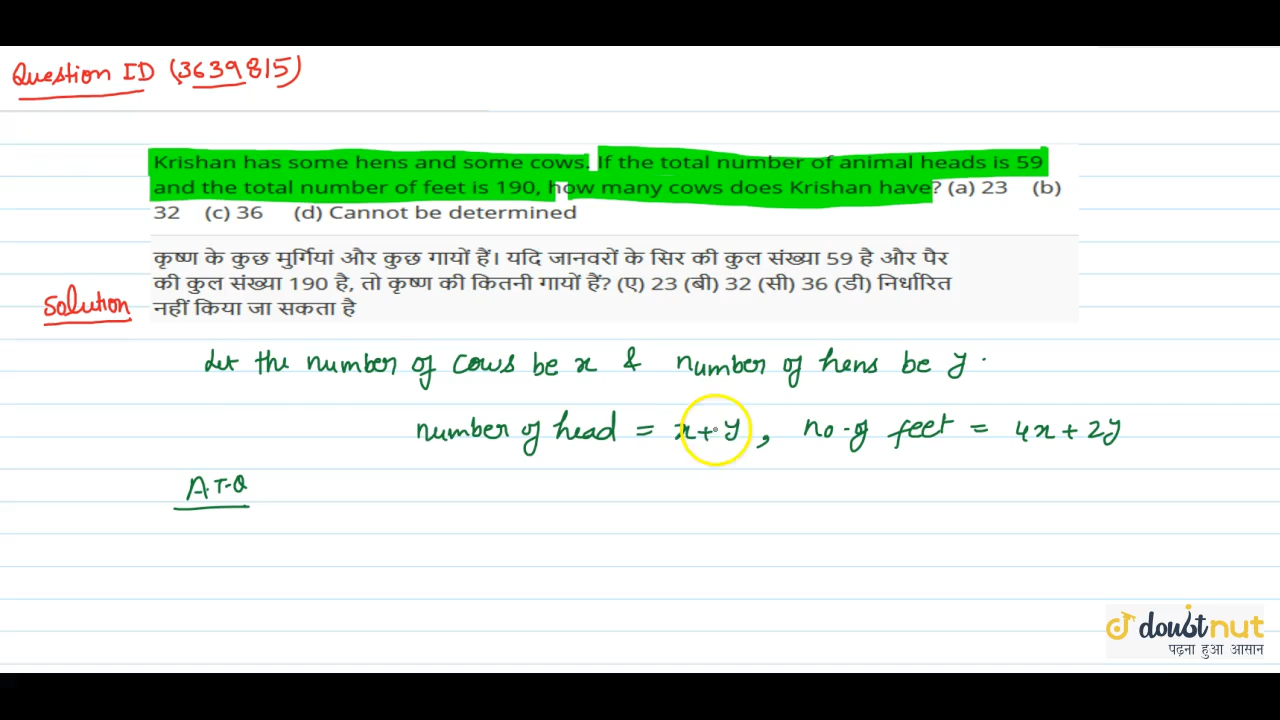 Question ID (3639815)
Krishan has some hens and some cows. If the total number of animal heads is 59
and the total number of feet is 190, how many cows does Krishan have? (a) 23 (b)
32 (c) 36 (d) Cannot be determined
कृष्ण के कुछ मुर्गियां और कुछ गायों हैं। यदि जानवरों के सिर की कुल संख्या 59 है और पैर
की कुल संख्या 190 है, तो कृष्ण की कितनी गायों हैं? (ए) 23 (बी) 32 (सी) 36 (डी) निर्धारित
नहीं किया जा सकता है
Solution
Let the number of cows be x & number of hens be y.
number of head = x+y, no. of feet = 4x + 2y
A.T.Q
doubtnut
पढ़ना हुआ आसान